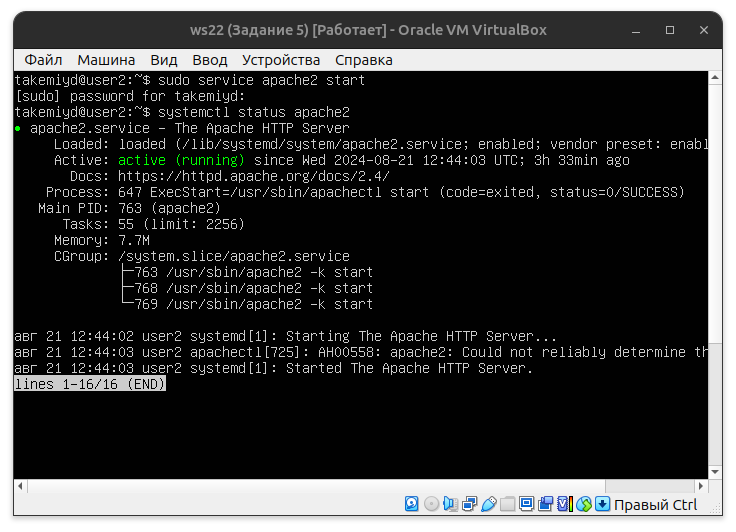 ws22 (Задание 5) [Работает] - Oracle VM VirtualBox
Файл Машина Вид Ввод Устройства Справка
takemiyd@user2:~$ sudo service apache2 start
[sudo] password for takemiyd:
takemiyd@user2:~$ systemctl status apache2
● apache2.service – The Apache HTTP Server
Loaded: loaded (/lib/systemd/system/apache2.service; enabled; vendor preset: enabl
Active: active (running) since Wed 2024-08-21 12:44:03 UTC; 3h 33min ago
Docs: https://httpd.apache.org/docs/2.4/
Process: 647 ExecStart=/usr/sbin/apachectl start (code=exited, status=0/SUCCESS)
Main PID: 763 (apache2)
Tasks: 55 (limit: 2256)
Memory: 7.7M
CGroup: /system.slice/apache2.service
├─763 /usr/sbin/apache2 -k start
├─768 /usr/sbin/apache2 -k start
└─769 /usr/sbin/apache2 -k start
авг 21 12:44:02 user2 systemd[1]: Starting The Apache HTTP Server...
авг 21 12:44:03 user2 apachectl[725]: AH00558: apache2: Could not reliably determine th
авг 21 12:44:03 user2 systemd[1]: Started The Apache HTTP Server.
lines 1-16/16 (END)
Правый Ctrl